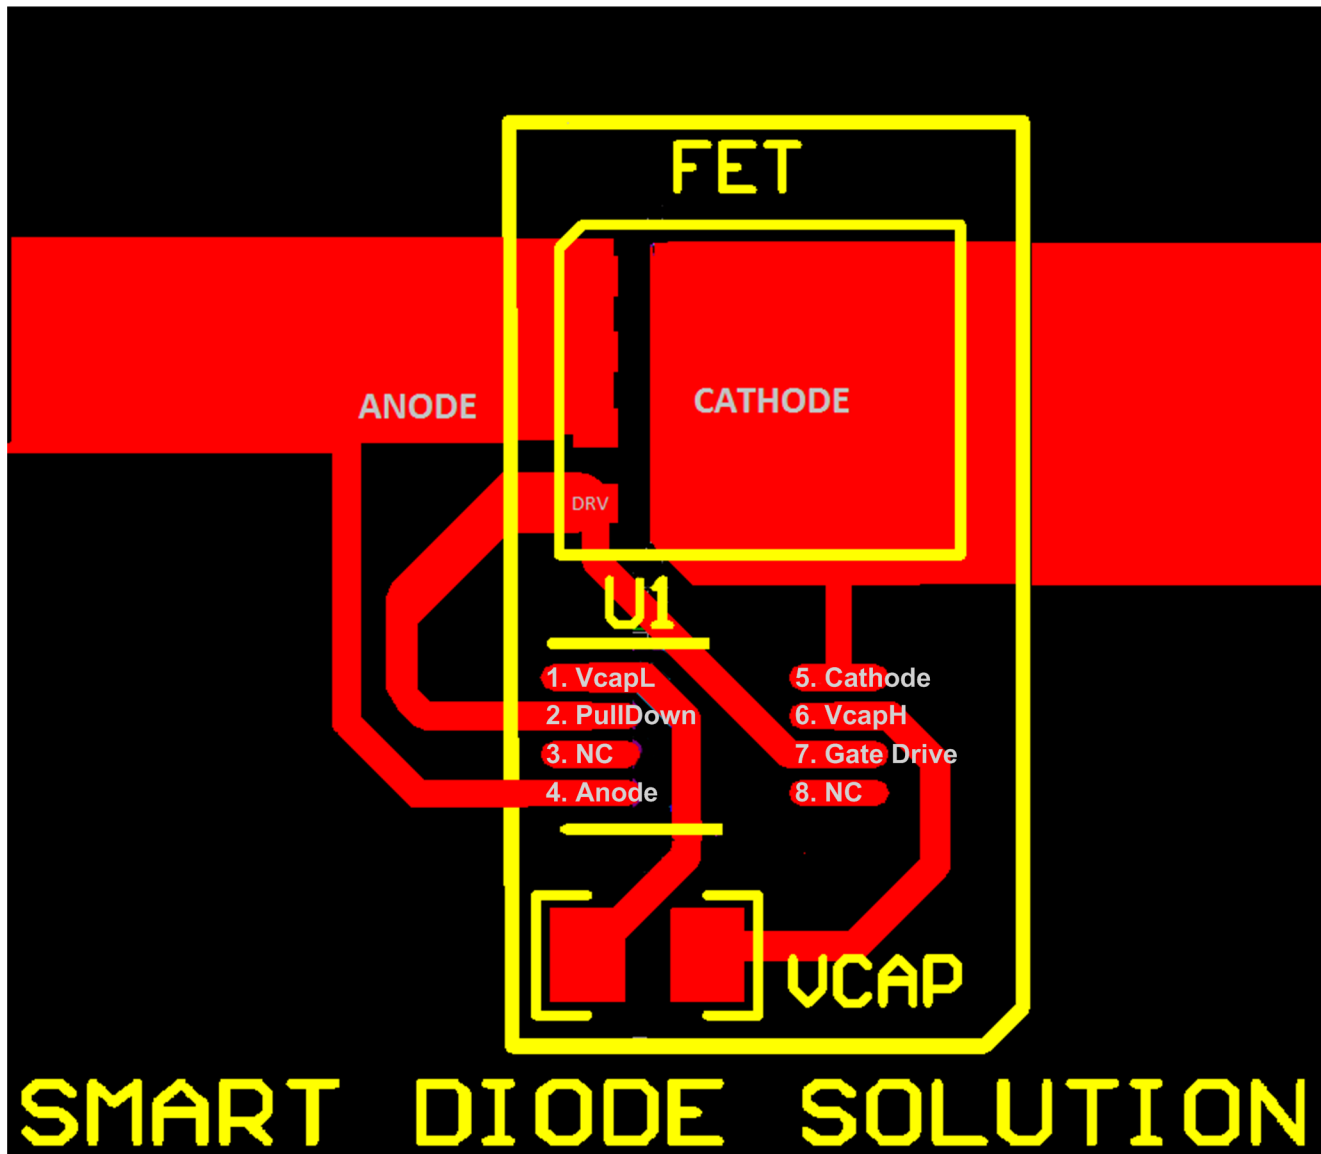 FET
ANODE
CATHODE
DRV
U1
1. VcapL
2. PullDown
3. NC
4. Anode
5. Cathode
6. VcapH
7. Gate Drive
8. NC
VCAP
SMART DIODE SOLUTION